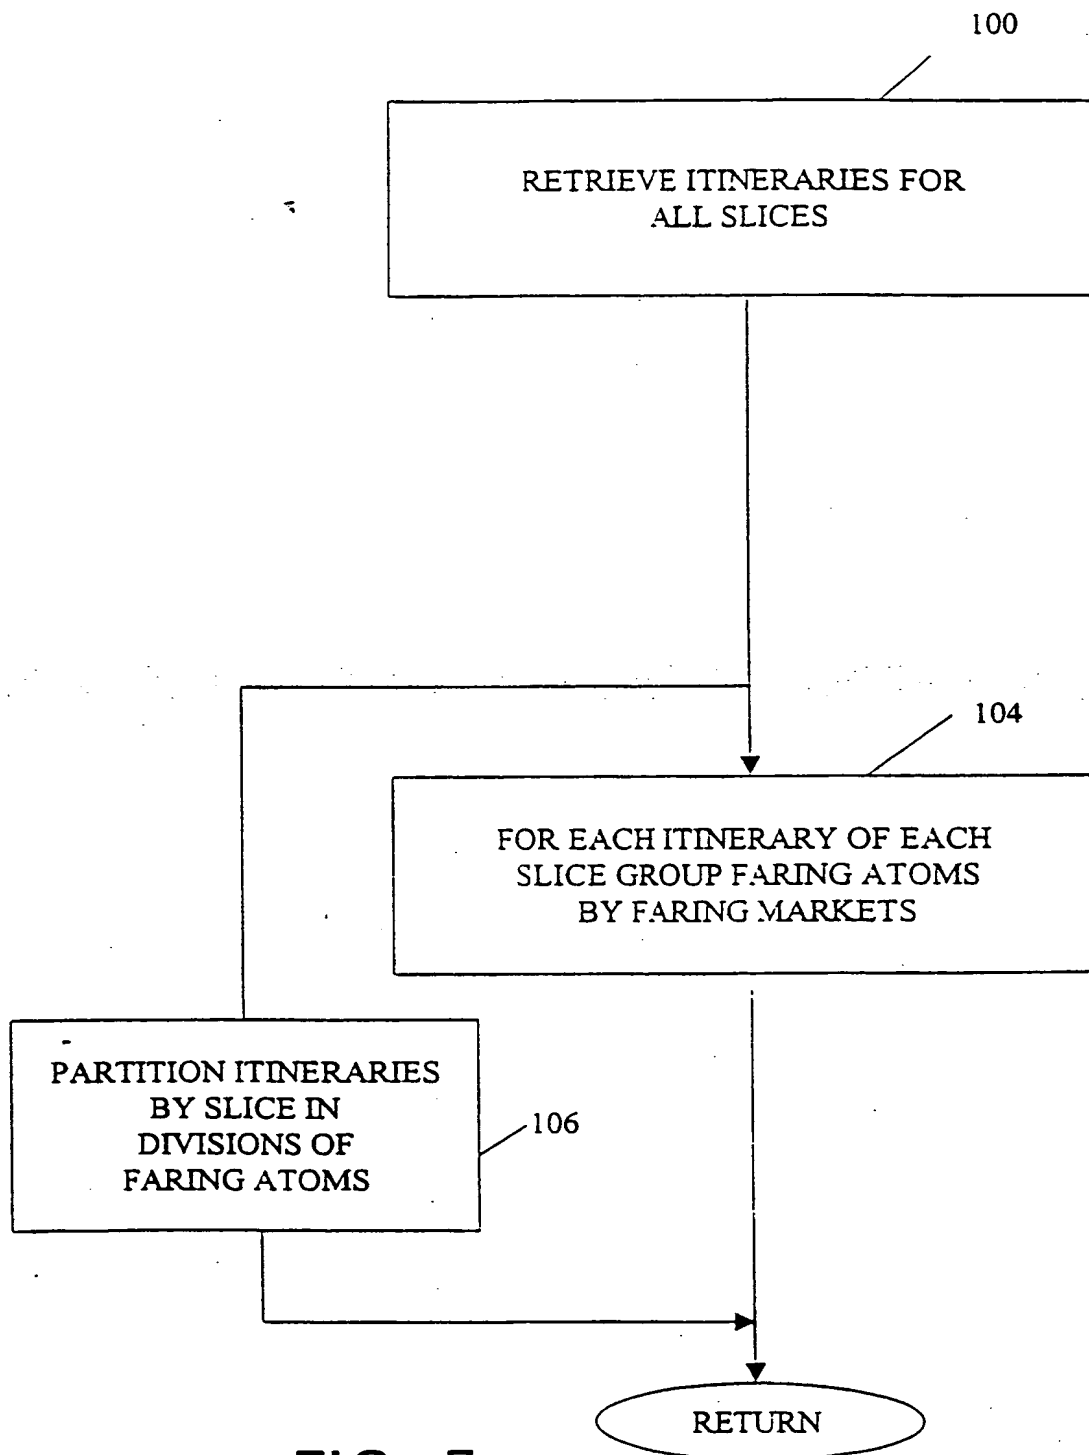 100
RETRIEVE ITINERARIES FOR
ALL SLICES
104
FOR EACH ITINERARY OF EACH
SLICE GROUP FARING ATOMS
BY FARING MARKETS
PARTITION ITINERARIES
BY SLICE IN
DIVISIONS OF
FARING ATOMS
106
RETURN